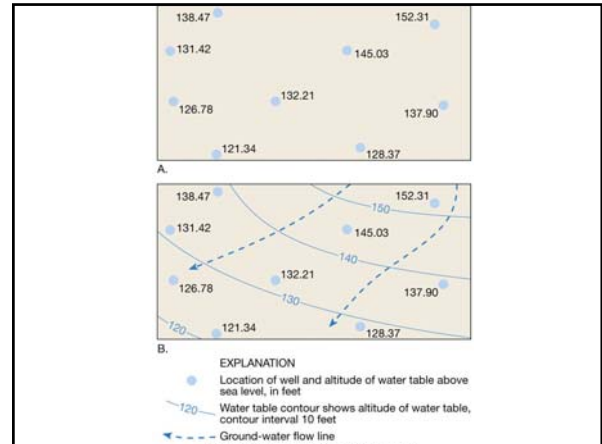 138.47
152.31
131.42
145.03
126.78
132.21
137.90
121.34
128.37
A.
138.47
152.31
150
131.42
145.03
140
126.78
132.21
137.90
130
120
121.34
128.37
B.
EXPLANATION
Location of well and altitude of water table above
sea level, in feet
120 Water table contour shows altitude of water table,
contour interval 10 feet
Ground-water flow line